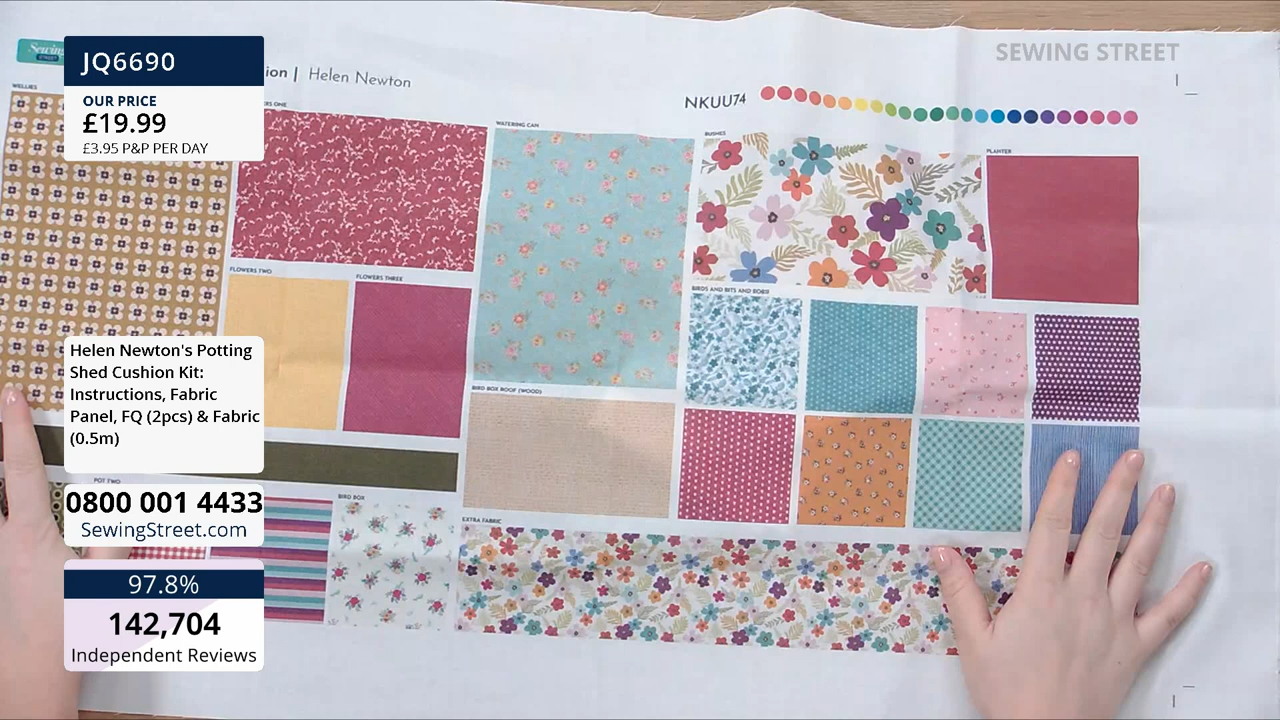 SEWING STREET
Sewing
STREET
JQ6690
ion | Helen Newton
OUR PRICE
£19.99
£3.95 P&P PER DAY
NKUU74
WELLIES
WATERING CAN
BUSHES
PLANTER
FLOWERS TWO
FLOWERS THREE
BIRDS AND BITS AND BOBS
Helen Newton's Potting
Shed Cushion Kit:
Instructions, Fabric
Panel, FQ (2pcs) & Fabric
(0.5m)
BIRD BOX ROOF (WOOD)
POT TWO
BIRD BOX
EXTRA FABRIC
0800 001 4433
SewingStreet.com
97.8%
142,704
Independent Reviews